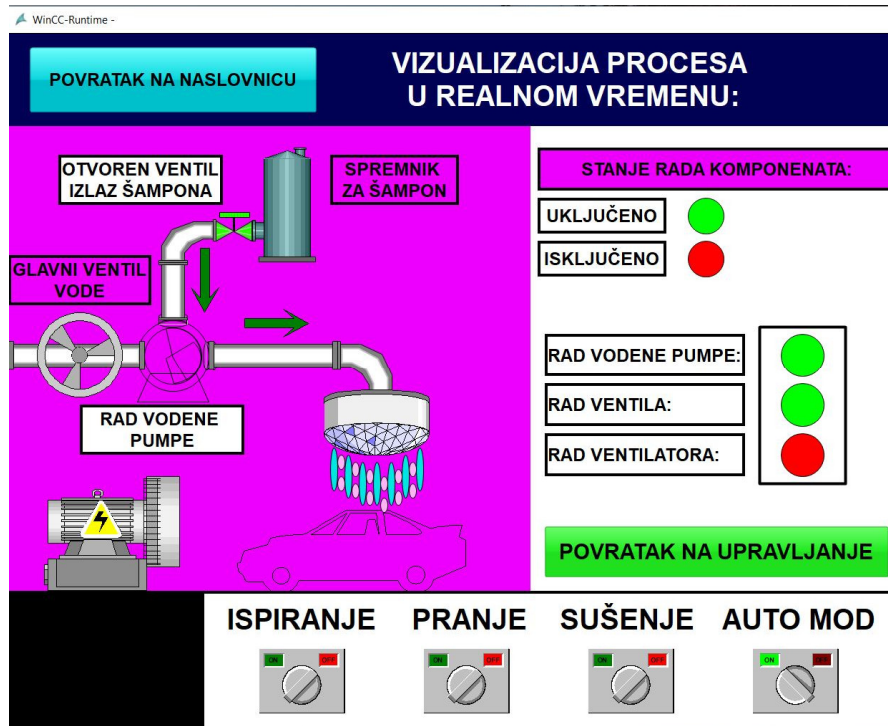 WinCC-Runtime -
POVRATAK NA NASLOVNICU
VIZUALIZACIJA PROCESA
U REALNOM VREMENU:
OTVOREN VENTIL
IZLAZ ŠAMPONA
SPREMNIK
ZA ŠAMPON
GLAVNI VENTIL
VODE
RAD VODENE
PUMPE
STANJE RADA KOMPONENATA:
UKLJUČENO
ISKLJUČENO
RAD VODENE PUMPE:
RAD VENTILA:
RAD VENTILATORA:
POVRATAK NA UPRAVLJANJE
ISPIRANJE PRANJE SUŠENJE AUTO MOD
ON OFF ON OFF ON OFF ON OFF